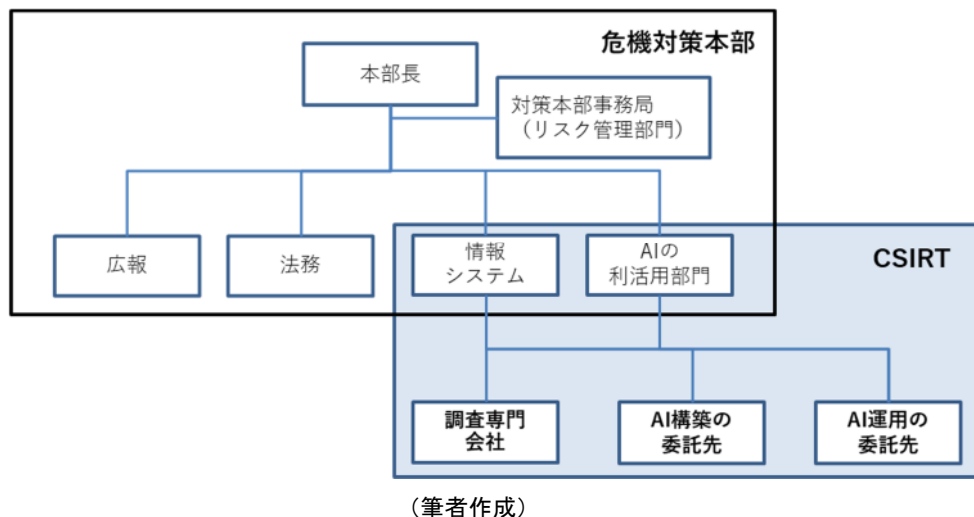 危機対策本部
本部長
対策本部事務局
（リスク管理部門）
広報
法務
情報
システム
AIの
利活用部門
CSIRT
調査専門
会社
AI構築の
委託先
AI運用の
委託先
（筆者作成）